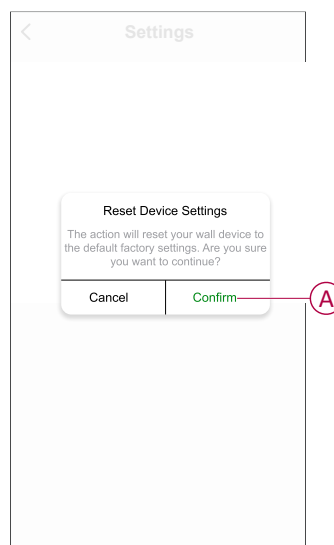 Settings
Reset Device Settings
The action will reset your wall device to
the default factory settings. Are you sure
you want to continue?
Cancel
Confirm
A